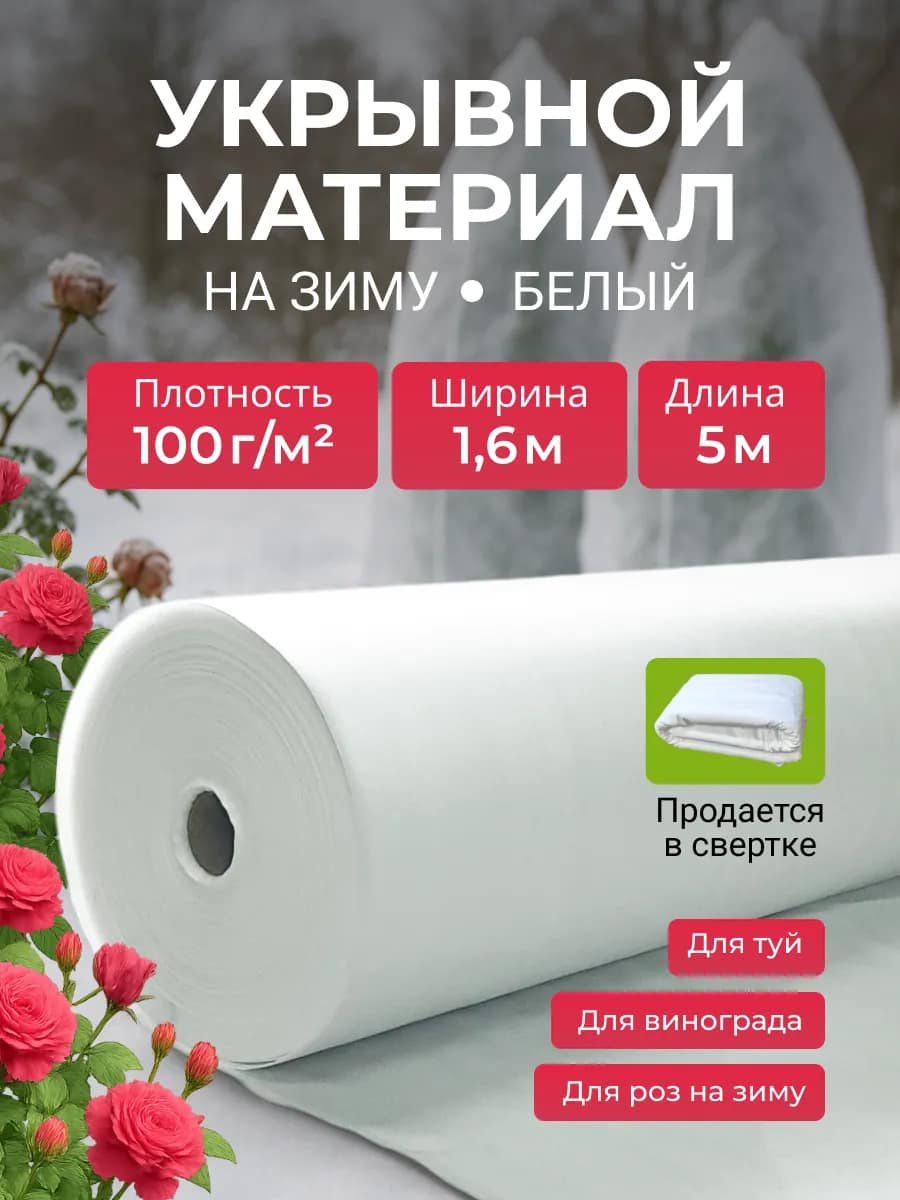 УКРЫВНОЙ
МАТЕРИАЛ
НА ЗИМУ • БЕЛЫЙ
Плотность
100 г/м²
Ширина
1,6 м
Длина
5 м
Продается
в свертке
Для туй
Для винограда
Для роз на зиму